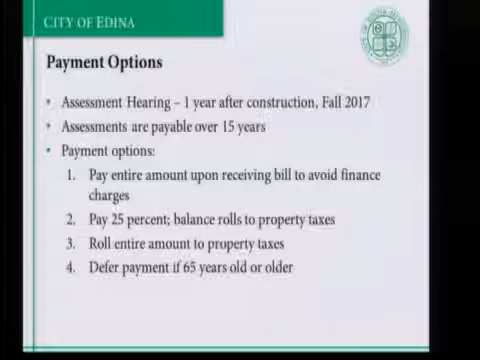 CITY OF EDINA
Payment Options
• Assessment Hearing – 1 year after construction, Fall 2017
• Assessments are payable over 15 years
• Payment options:
1. Pay entire amount upon receiving bill to avoid finance
charges
2. Pay 25 percent; balance rolls to property taxes
3. Roll entire amount to property taxes
4. Defer payment if 65 years old or older